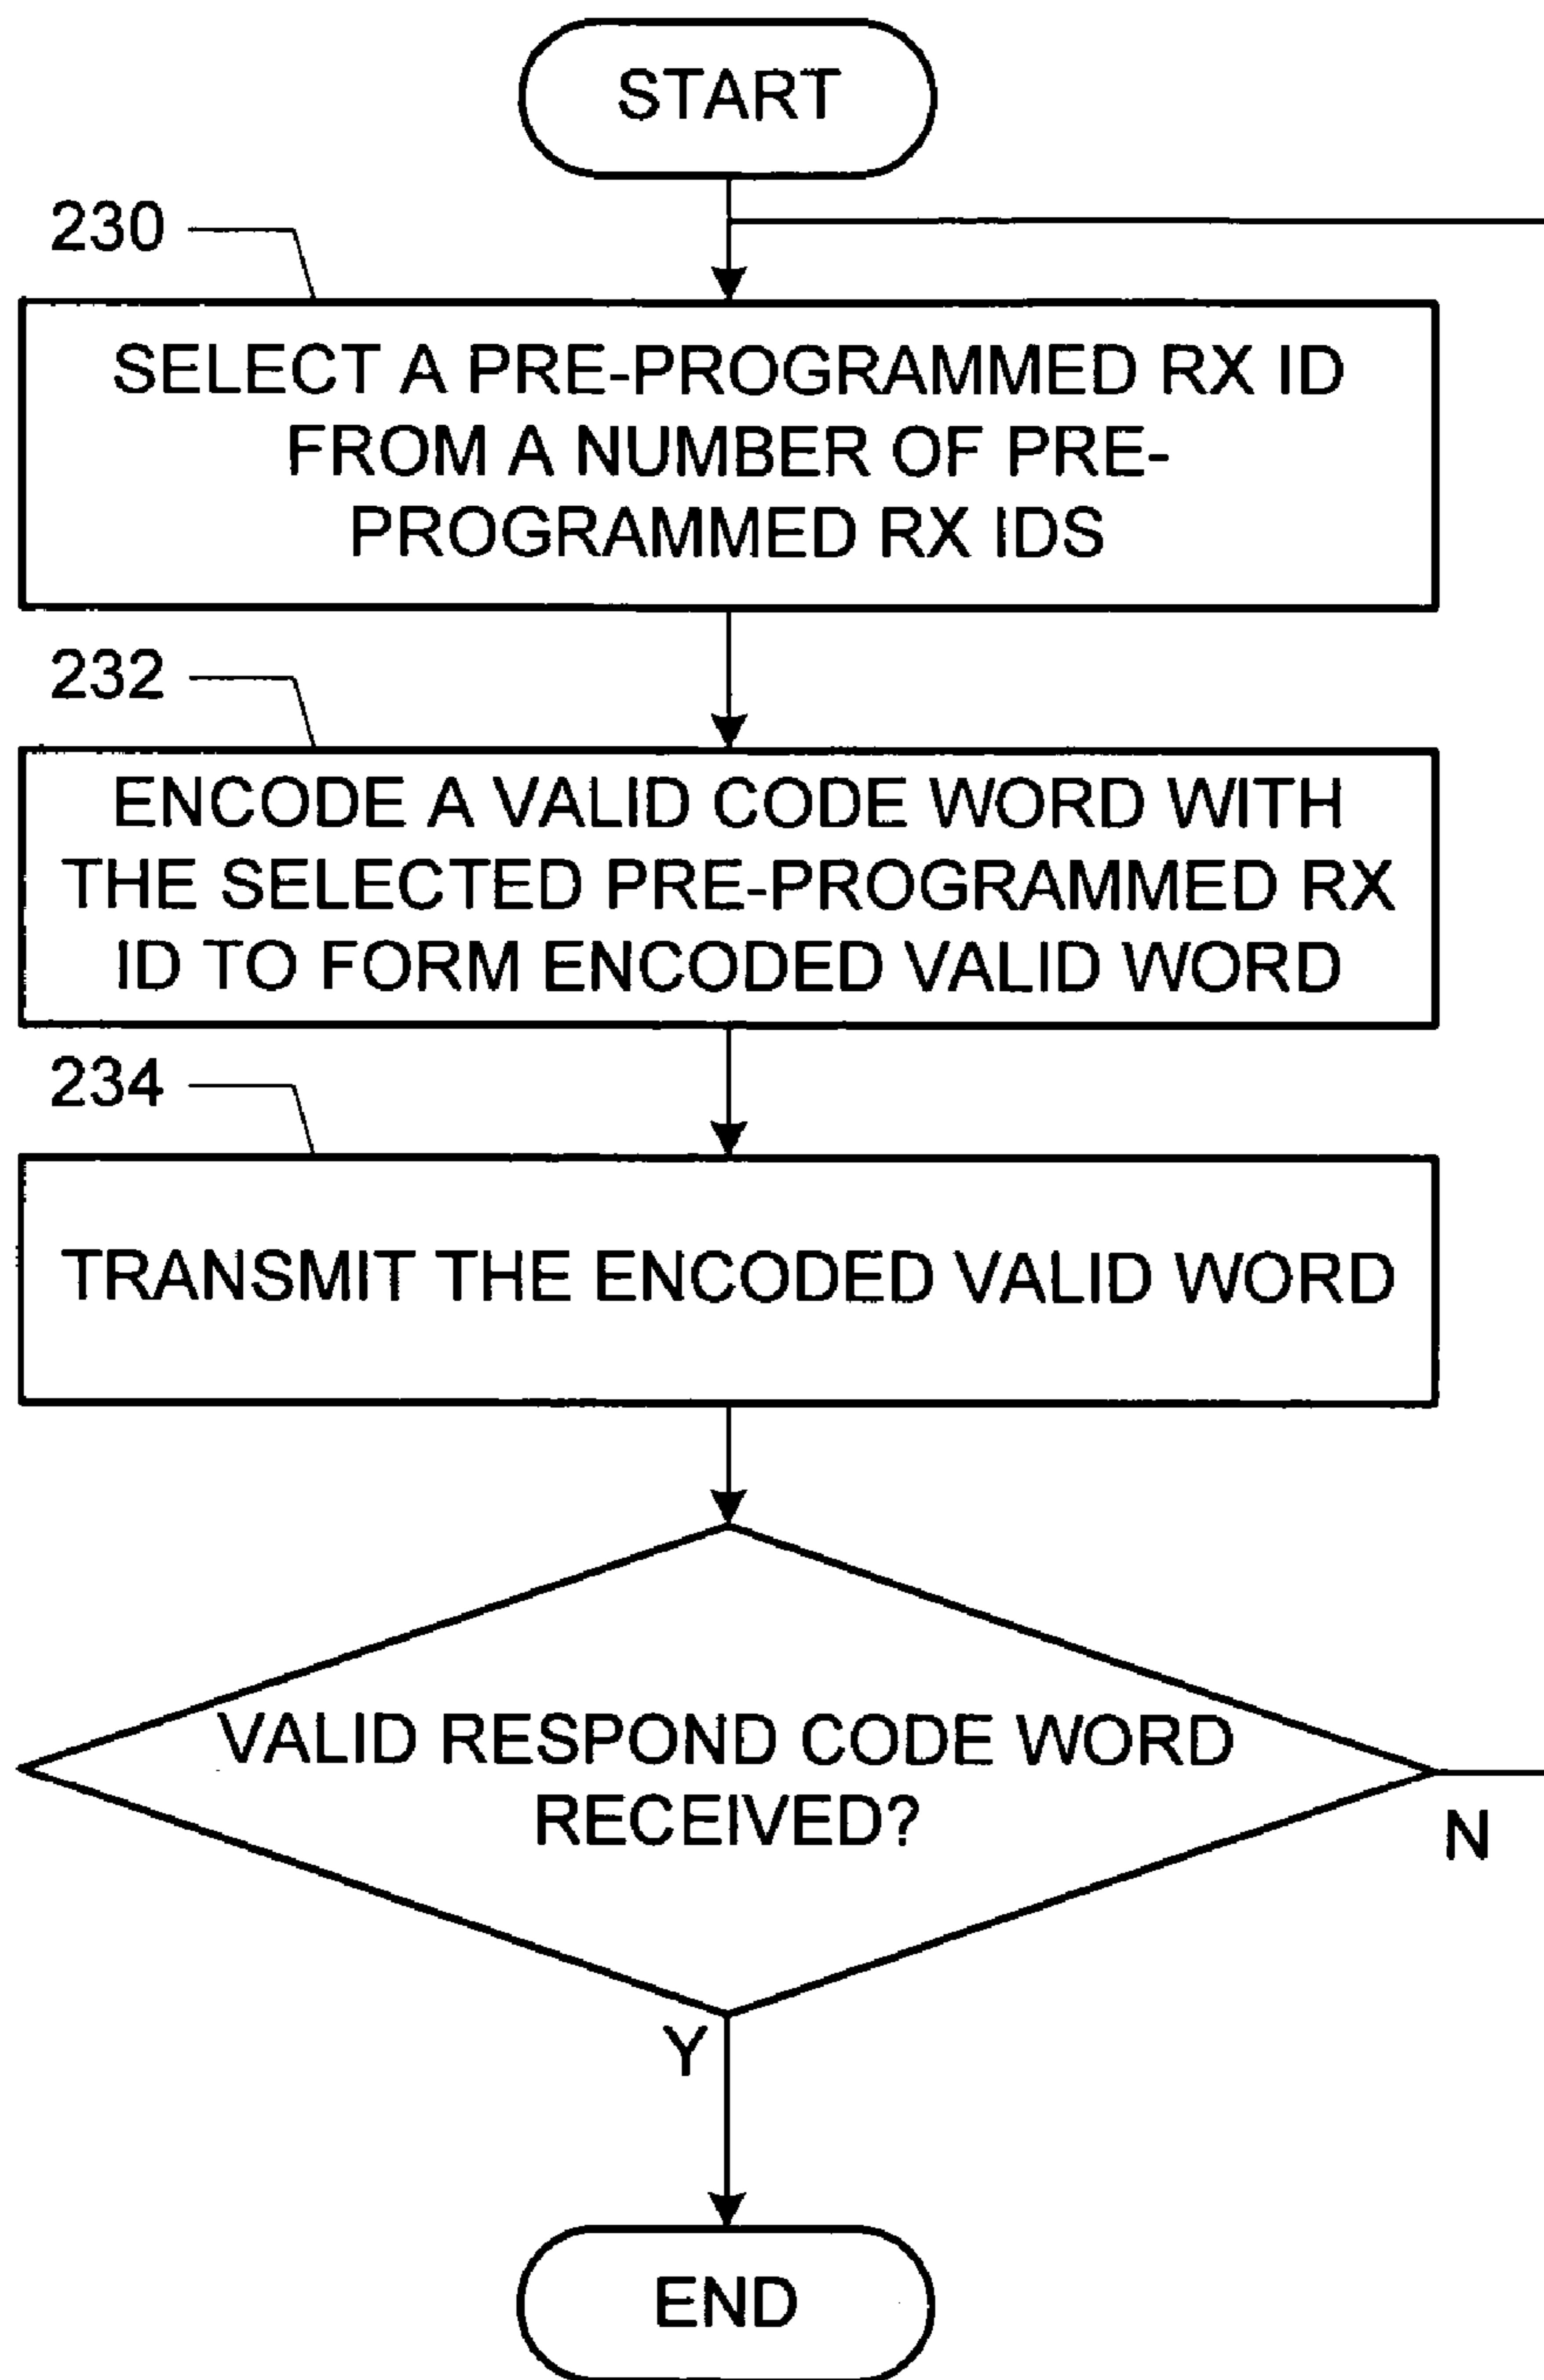 START
230
SELECT A PRE-PROGRAMMED RX ID
FROM A NUMBER OF PRE-
PROGRAMMED RX IDS
232
ENCODE A VALID CODE WORD WITH
THE SELECTED PRE-PROGRAMMED RX
ID TO FORM ENCODED VALID WORD
234
TRANSMIT THE ENCODED VALID WORD
VALID RESPOND CODE WORD
RECEIVED?
N
Y
END